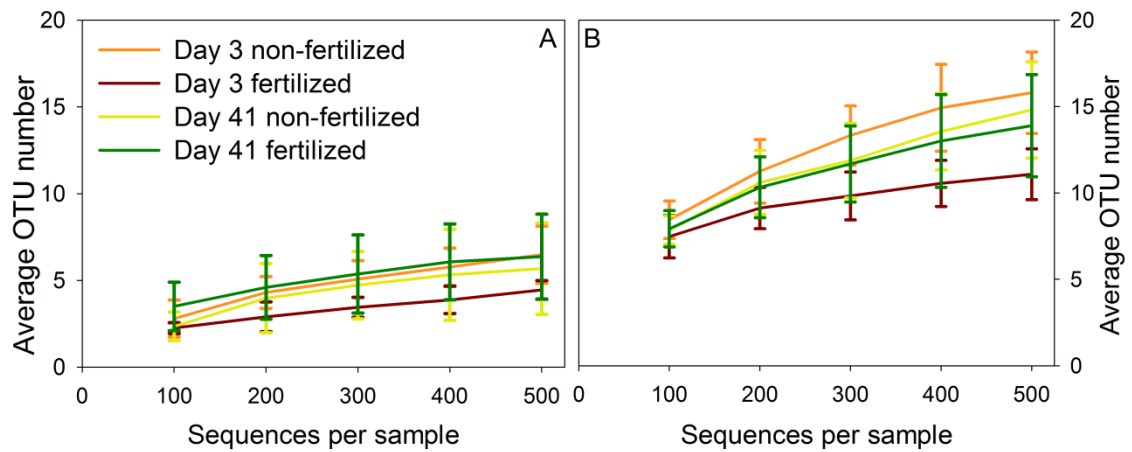 20
15
10
5
0
Average OTU number
Day 3 non-fertilized
Day 3 fertilized
Day 41 non-fertilized
Day 41 fertilized
A
0 100 200 300 400 500
Sequences per sample
B
20
15
10
5
0
Average OTU number
0 100 200 300 400 500
Sequences per sample